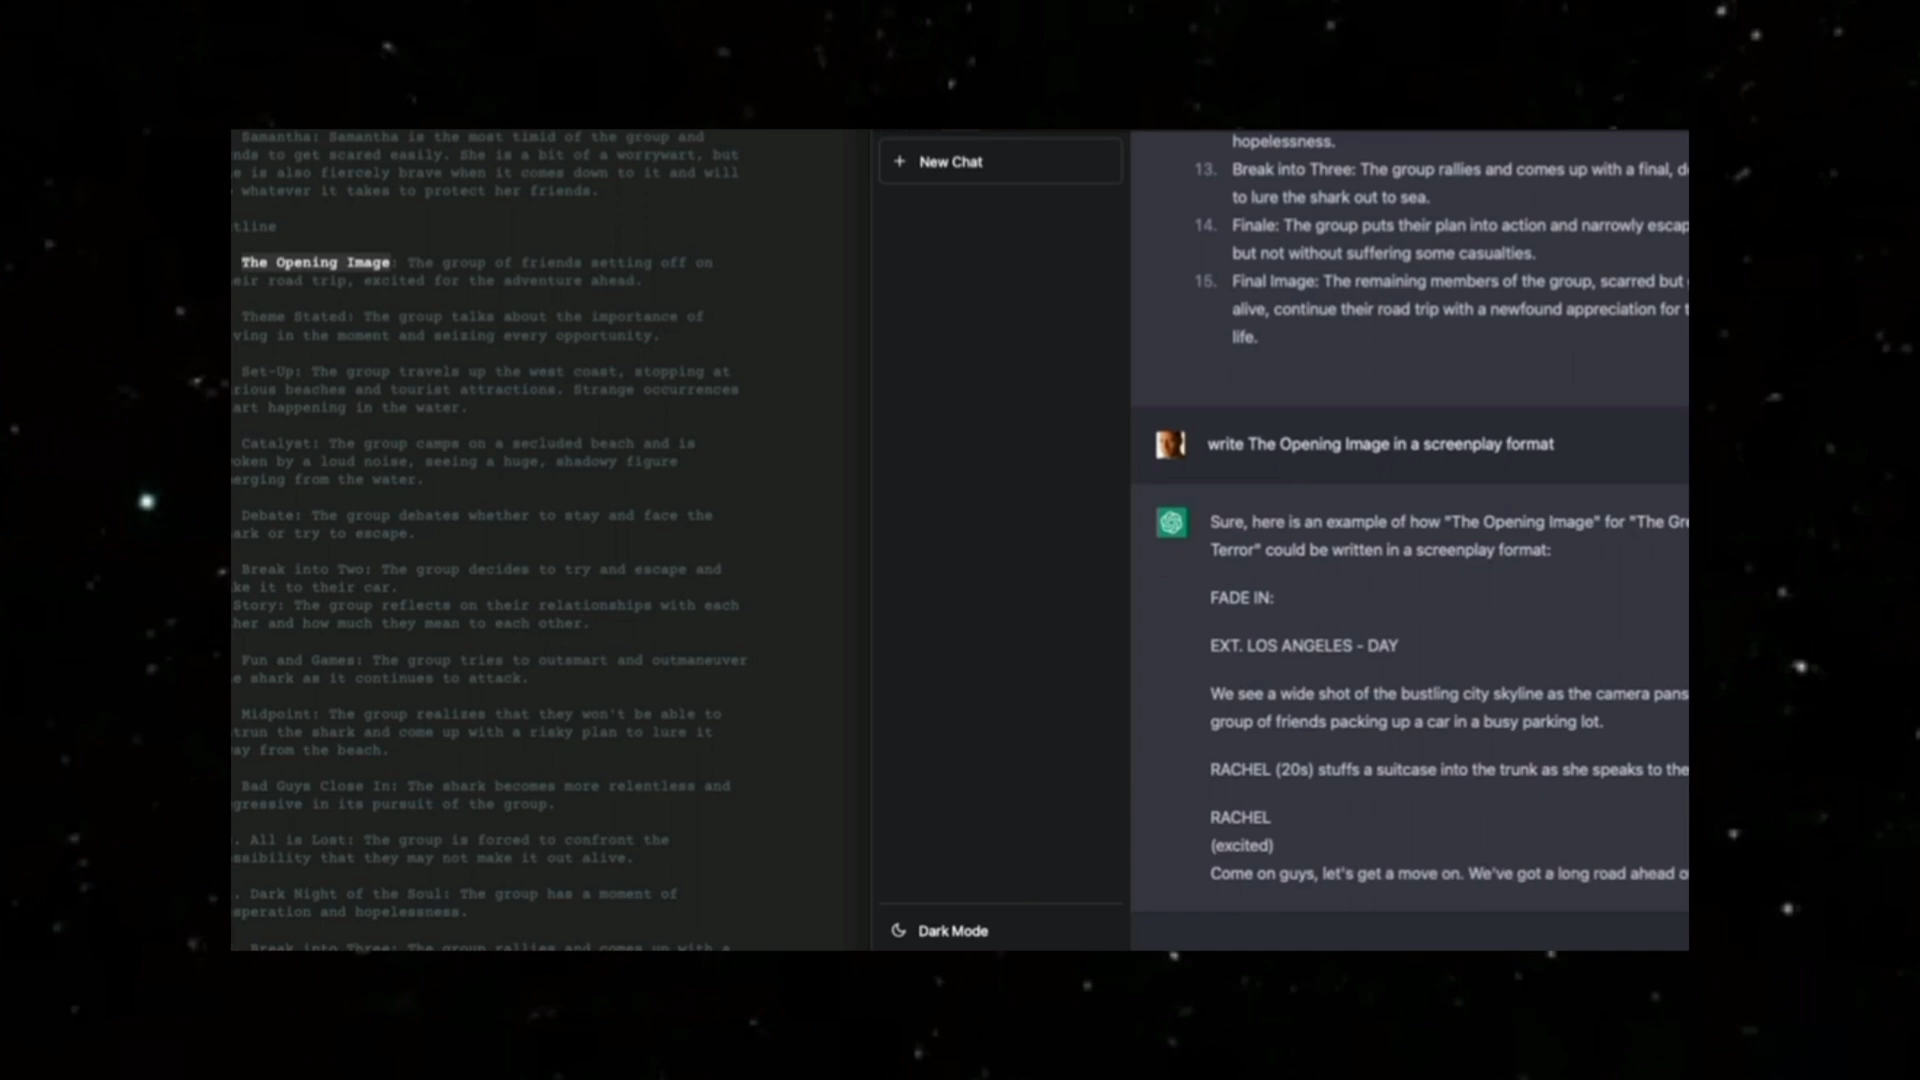 Samantha: Samantha is the most timid of the group and
nds to get scared easily. She is a bit of a worrywart, but
e is also fiercely brave when it comes down to it and will
whatever it takes to protect her friends.
tline
The Opening Image: The group of friends setting off on
eir road trip, excited for the adventure ahead.
Theme Stated: The group talks about the importance of
ving in the moment and seizing every opportunity.
Set-Up: The group travels up the west coast, stopping at
rious beaches and tourist attractions. Strange occurrences
art happening in the water.
Catalyst: The group camps on a secluded beach and is
oken by a loud noise, seeing a huge, shadowy figure
erging from the water.
Debate: The group debates whether to stay and face the
ark or try to escape.
Break into Two: The group decides to try and escape and
ke it to their car.
Story: The group reflects on their relationships with each
her and how much they mean to each other.
Fun and Games: The group tries to outsmart and outmaneuver
e shark as it continues to attack.
Midpoint: The group realizes that they won't be able to
trun the shark and come up with a risky plan to lure it
ay from the beach.
Bad Guys Close In: The shark becomes more relentless and
gressive in its pursuit of the group.
. All is Lost: The group is forced to confront the
ssibility that they may not make it out alive.
. Dark Night of the Soul: The group has a moment of
speration and hopelessness.
Break into Three: The group rallies and comes up with a
+ New Chat
Dark Mode
hopelessness.
13. Break into Three: The group rallies and comes up with a final, d
to lure the shark out to sea.
14. Finale: The group puts their plan into action and narrowly escap
but not without suffering some casualties.
15. Final Image: The remaining members of the group, scarred but
alive, continue their road trip with a newfound appreciation for t
life.
write The Opening Image in a screenplay format
Sure, here is an example of how "The Opening Image" for "The Gre
Terror" could be written in a screenplay format:
FADE IN:
EXT. LOS ANGELES - DAY
We see a wide shot of the bustling city skyline as the camera pans
group of friends packing up a car in a busy parking lot.
RACHEL (20s) stuffs a suitcase into the trunk as she speaks to the
RACHEL
(excited)
Come on guys, let's get a move on. We've got a long road ahead o